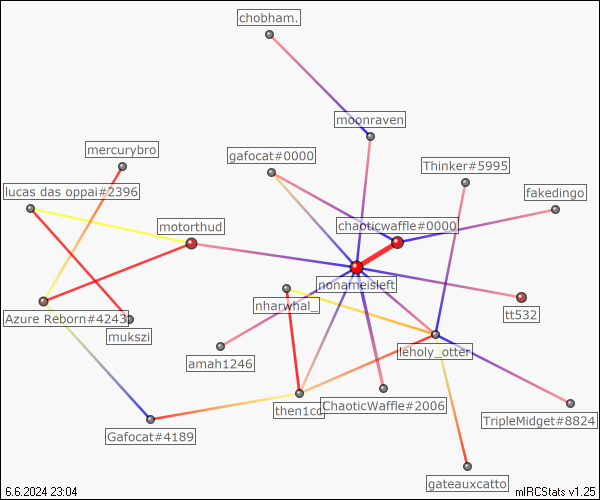 chobham.
moonraven
mercurybro
gafocat#0000
Thinker#5995
lucas das oppai#2396
fakedingo
motorthud
chaoticwaffle#0000
nonameisleft
nharwhal_
tt532
Azure Reborn#4243
mukszi
leholy_otter
amah1246
then1cd
ChaoticWaffle#2006
TripleMidget#8824
Gafocat#4189
gateauxcatto
6.6.2024 23:04
mIRCStats v1.25